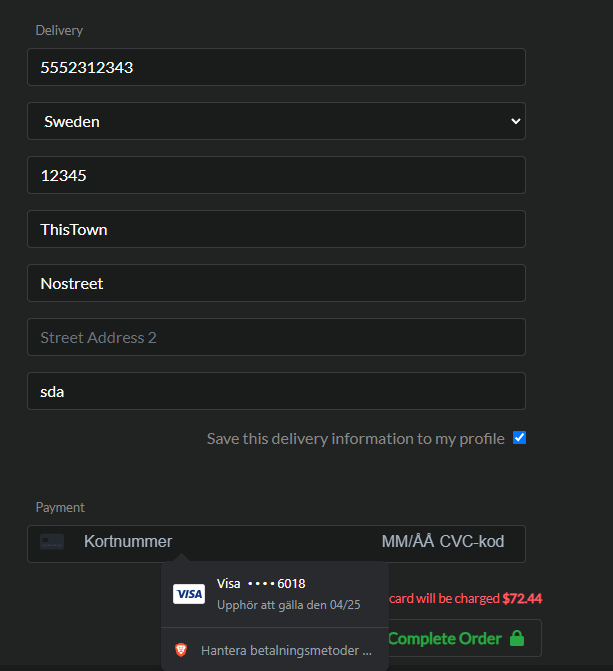 Delivery
5552312343
Sweden
12345
ThisTown
Nostreet
Street Address 2
sda
Save this delivery information to my profile
Payment
Kortnummer MM/ÅÅ CVC-kod
VISA Visa ••••6018
Upphör att gälla den 04/25
card will be charged $72.44
Hantera betalningsmetoder ...
Complete Order